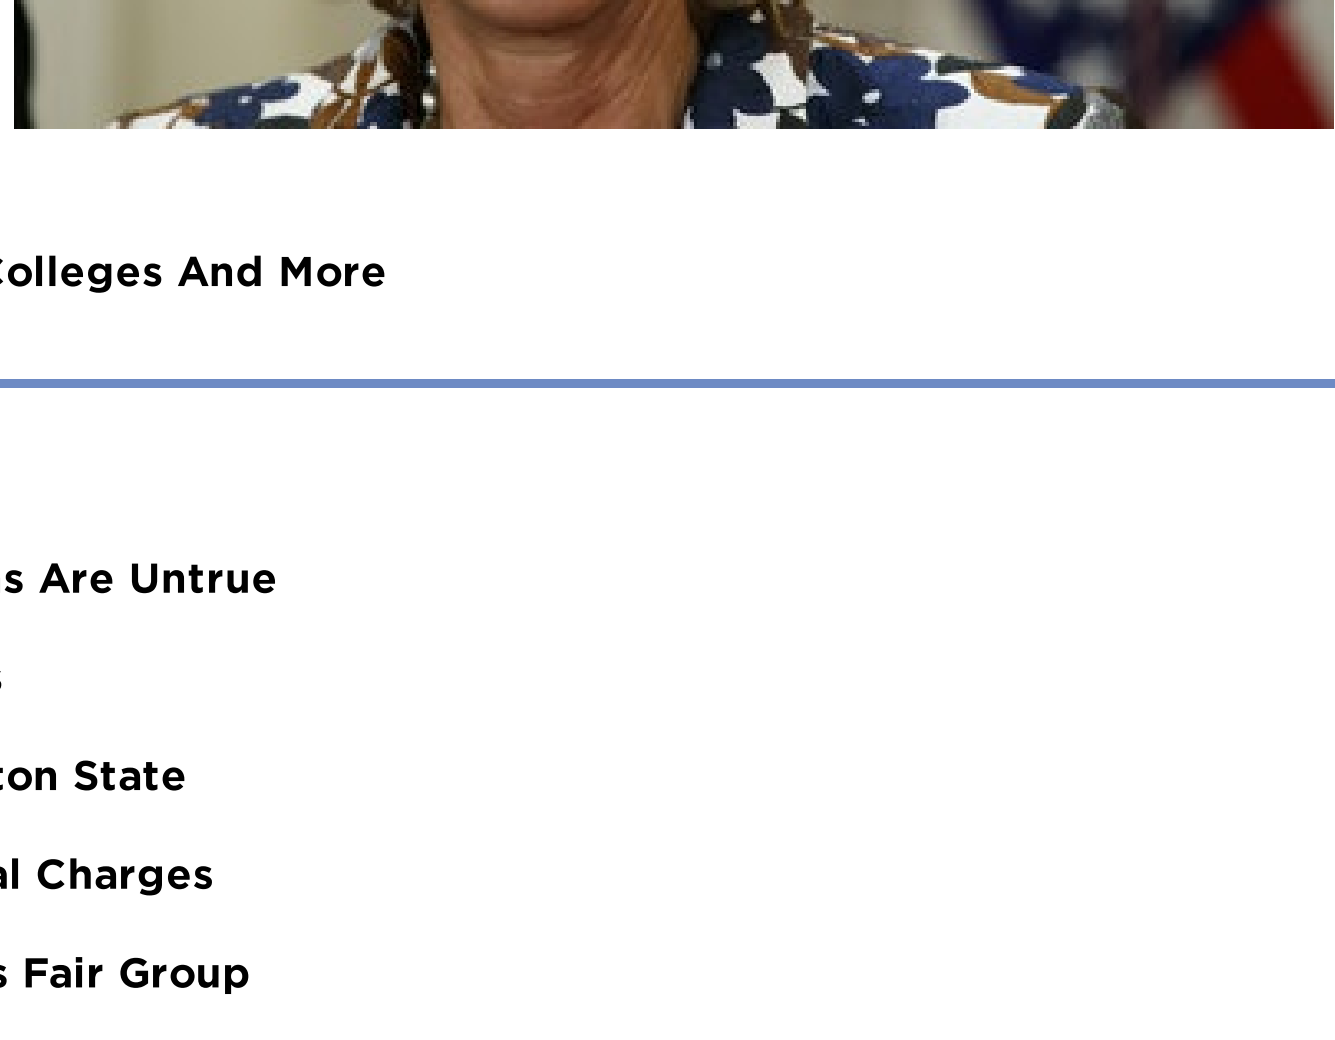 Colleges And More
s Are Untrue
s
ton State
al Charges
s Fair Group